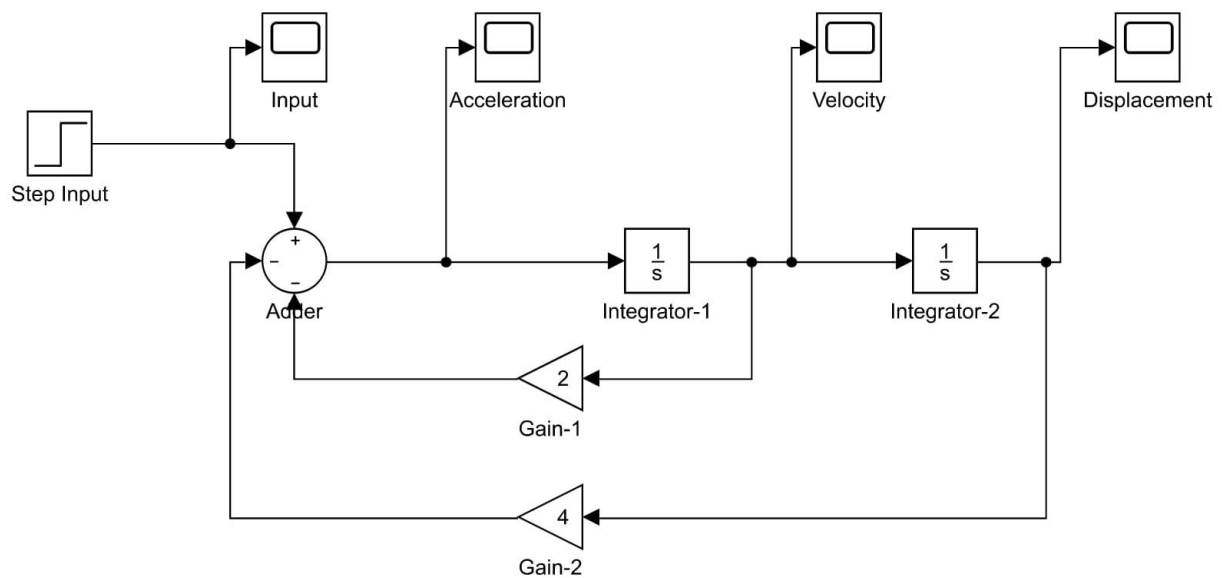 Input
Acceleration
Velocity
Displacement
Step Input
+
−
−
Adder
1
s
Integrator-1
1
s
Integrator-2
2
Gain-1
4
Gain-2